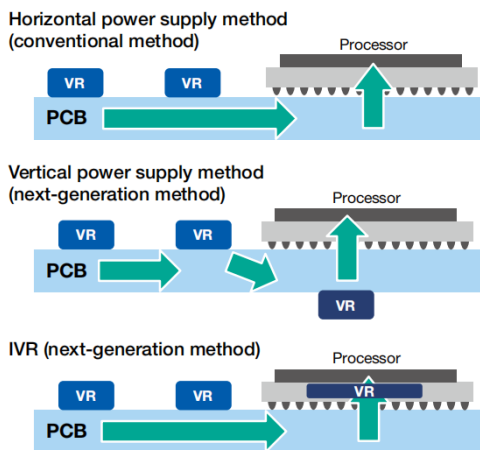 Horizontal power supply method
(conventional method)
Processor
VR VR
PCB
Vertical power supply method
(next-generation method)
Processor
VR VR
PCB
VR
IVR (next-generation method)
Processor
VR VR VR
PCB